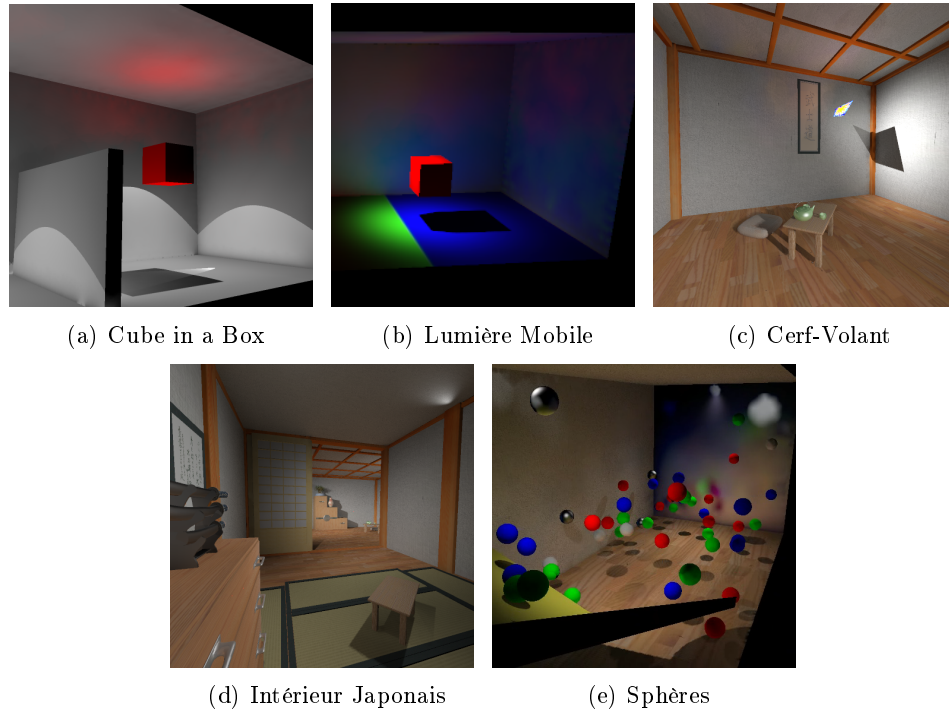 (a) Cube in a Box
(b) Lumière Mobile
(c) Cerf-Volant
(d) Intérieur Japonais
(e) Sphères